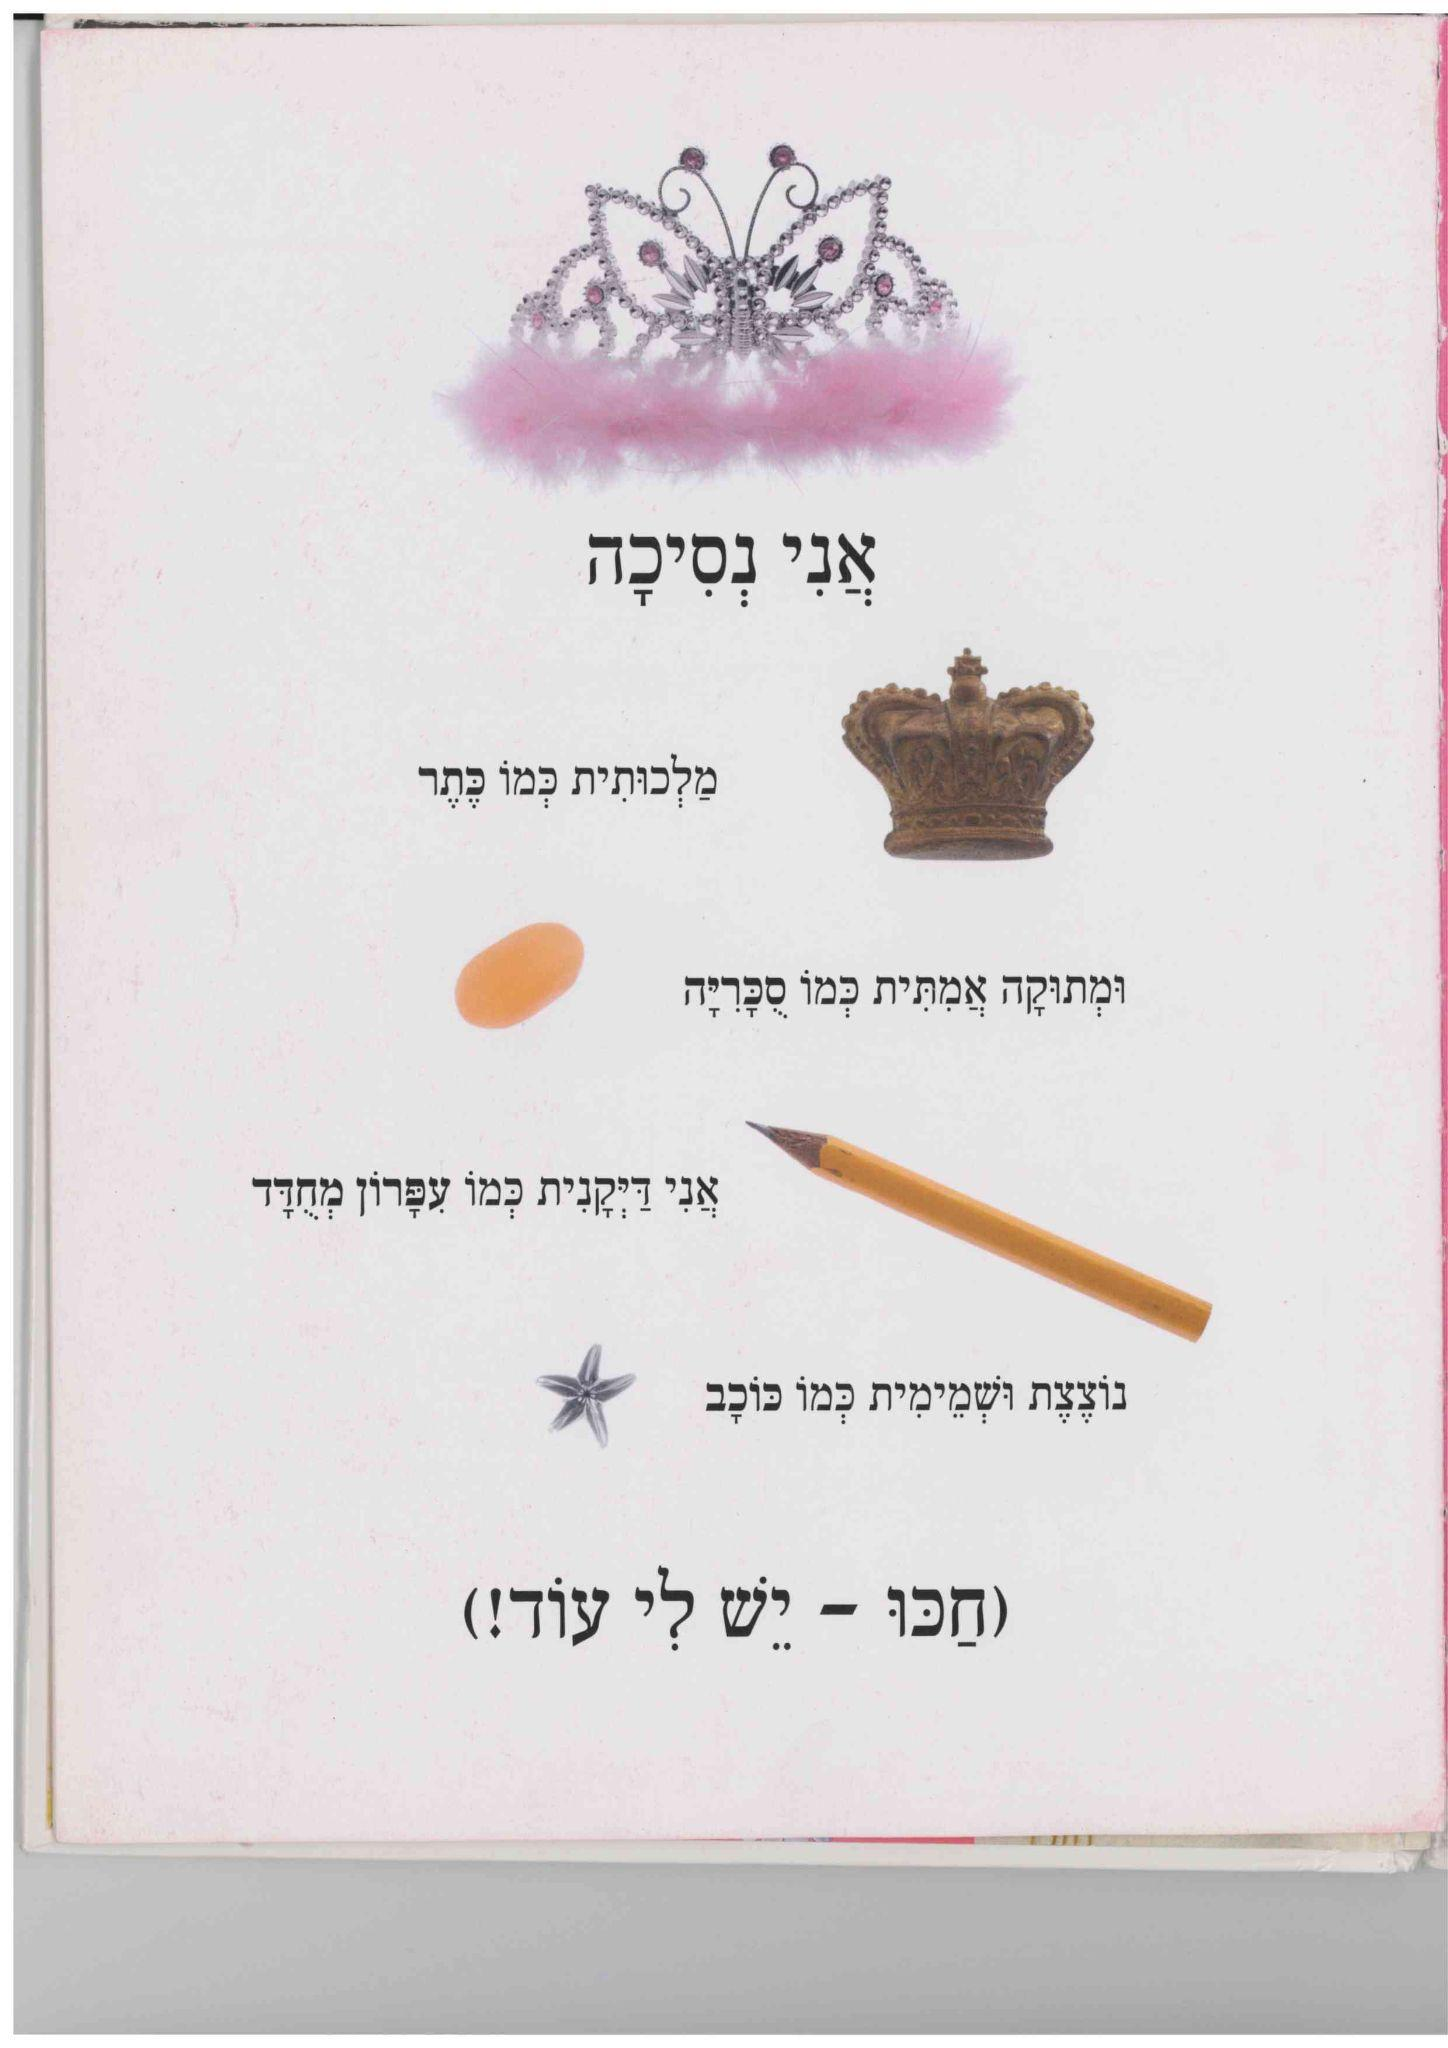 אֲנִי נְסִיכָה
מַלְכוּתִית כְּמוֹ כֶּתֶר
וּמְתוּקָה אֲמִתִּית כְּמוֹ סֻכָּרִיָּה
אֲנִי דַּיְּקָנִית כְּמוֹ עִפָּרוֹן מְחֻדָּד
נוֹצֶצֶת וּשְׁמֵימִית כְּמוֹ כּוֹכָב
(חַכּוּ – יֵשׁ לִי עוֹד!)